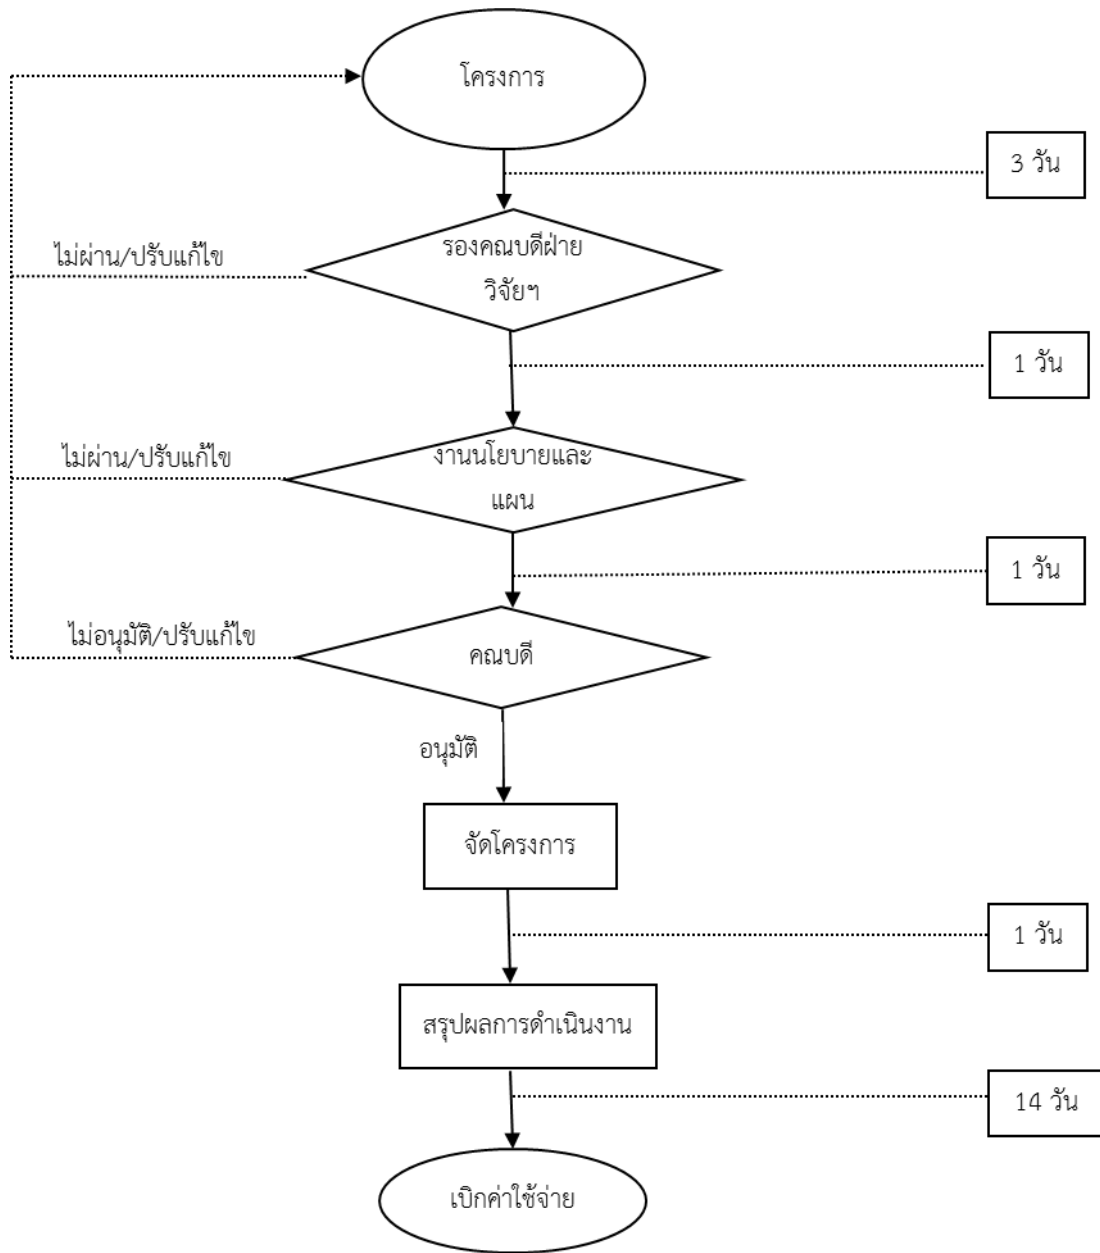 โครงการ
3 วัน
รองคณบดีฝ่าย
วิจัยฯ
ไม่ผ่าน/ปรับแก้ไข
1 วัน
งานนโยบายและ
แผน
ไม่ผ่าน/ปรับแก้ไข
1 วัน
คณบดี
ไม่อนุมัติ/ปรับแก้ไข
อนุมัติ
จัดโครงการ
1 วัน
สรุปผลการดำเนินงาน
14 วัน
เบิกค่าใช้จ่าย